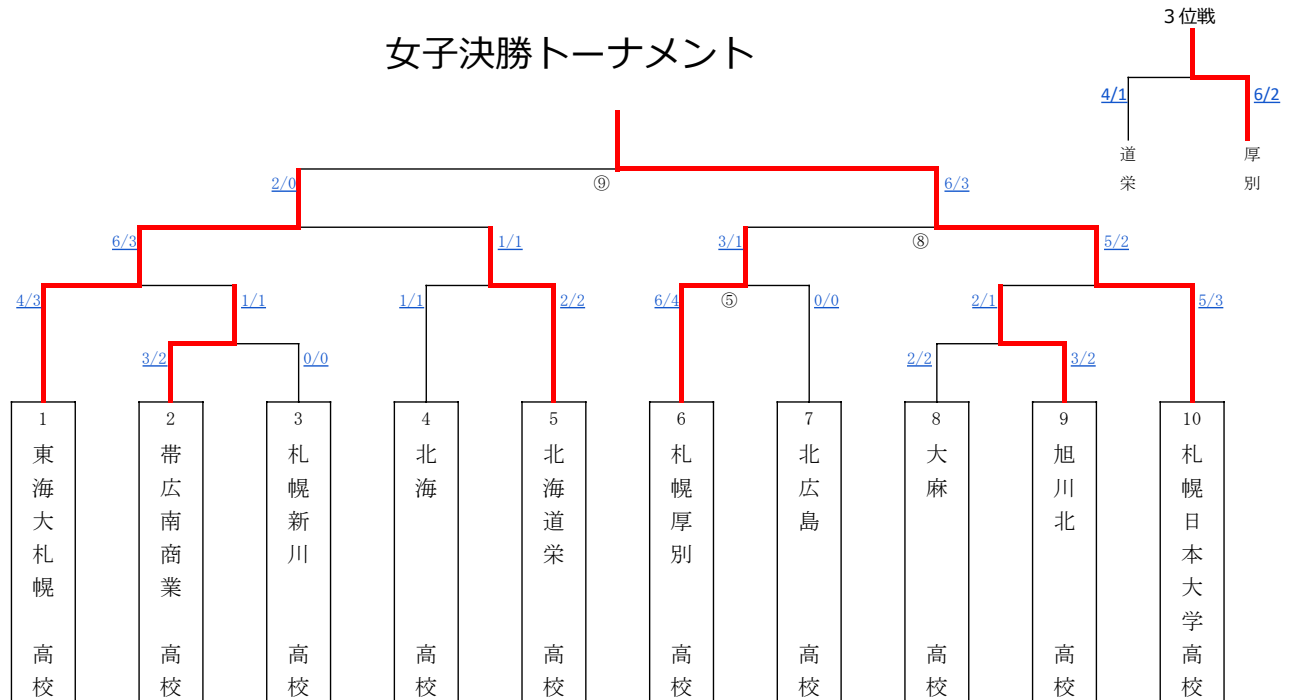 ３位戦
女子決勝トーナメント
4/1
6/2
道栄
厚別
2/0
⑨
6/3
6/3
1/1
3/1
⑧
5/2
4/3
1/1
1/1
2/2
6/4
⑤
0/0
2/1
5/3
3/2
0/0
2/2
3/2
1
2
3
4
5
6
7
8
9
10
東海大札幌高校
帯広南商業高校
札幌新川高校
北海高校
北海道栄高校
札幌厚別高校
北広島高校
大麻高校
旭川北高校
札幌日本大学高校